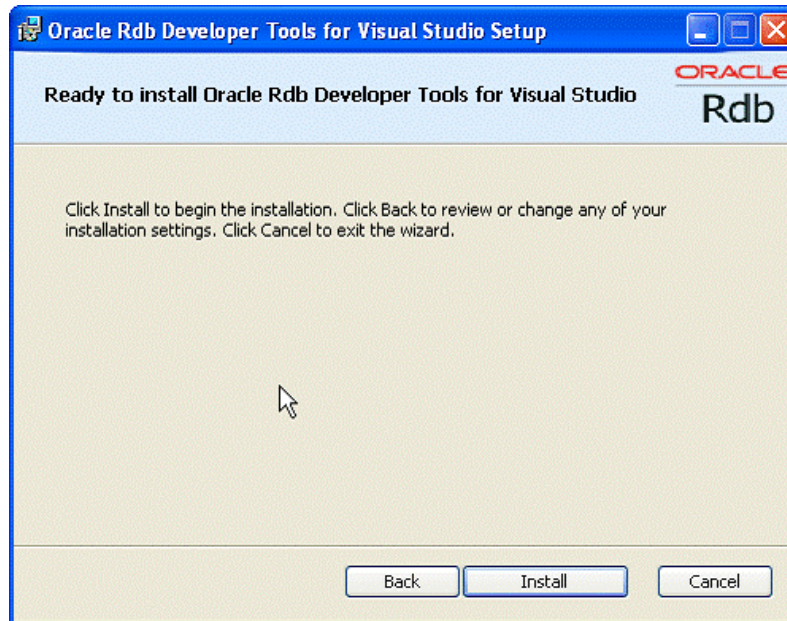 Oracle Rdb Developer Tools for Visual Studio Setup
ORACLE
Ready to install Oracle Rdb Developer Tools for Visual Studio
Rdb
Click Install to begin the installation. Click Back to review or change any of your
installation settings. Click Cancel to exit the wizard.
Back
Install
Cancel